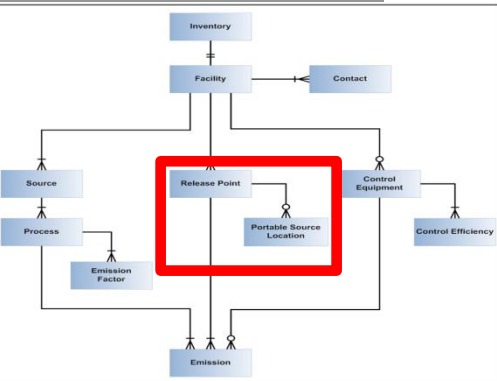 Inventory
Facility
Contact
Source
Release Point
Control
Equipment
Process
Portable Source
Location
Control Efficiency
Emission
Factor
Emission